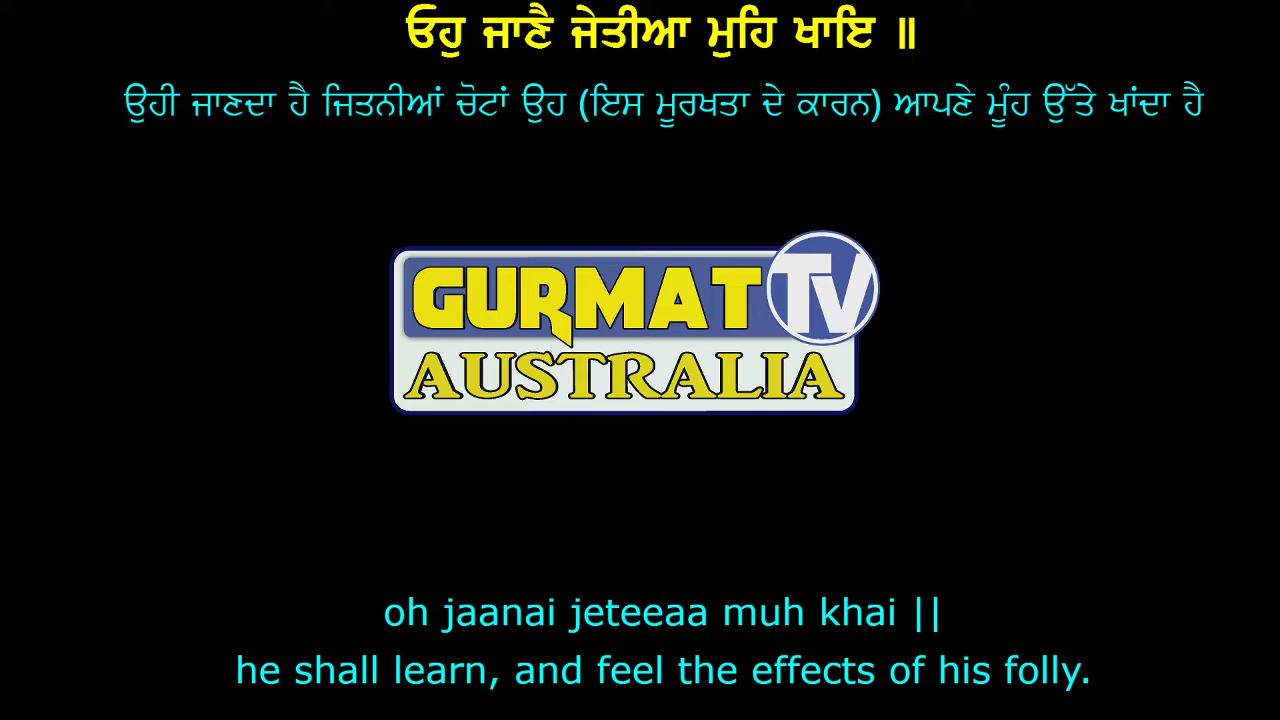 ਓਹੁ ਜਾਣੈ ਜੇਤੀਆ ਮੁਹਿ ਖਾਇ ॥
ਉਹੀ ਜਾਣਦਾ ਹੈ ਜਿਤਨੀਆਂ ਚੋਟਾਂ ਉਹ (ਇਸ ਮੂਰਖਤਾ ਦੇ ਕਾਰਨ) ਆਪਣੇ ਮੂੰਹ ਉੱਤੇ ਖਾਂਦਾ ਹੈ
GURMAT TV
AUSTRALIA
oh jaanai jeteeaa muh khai ||
he shall learn, and feel the effects of his folly.